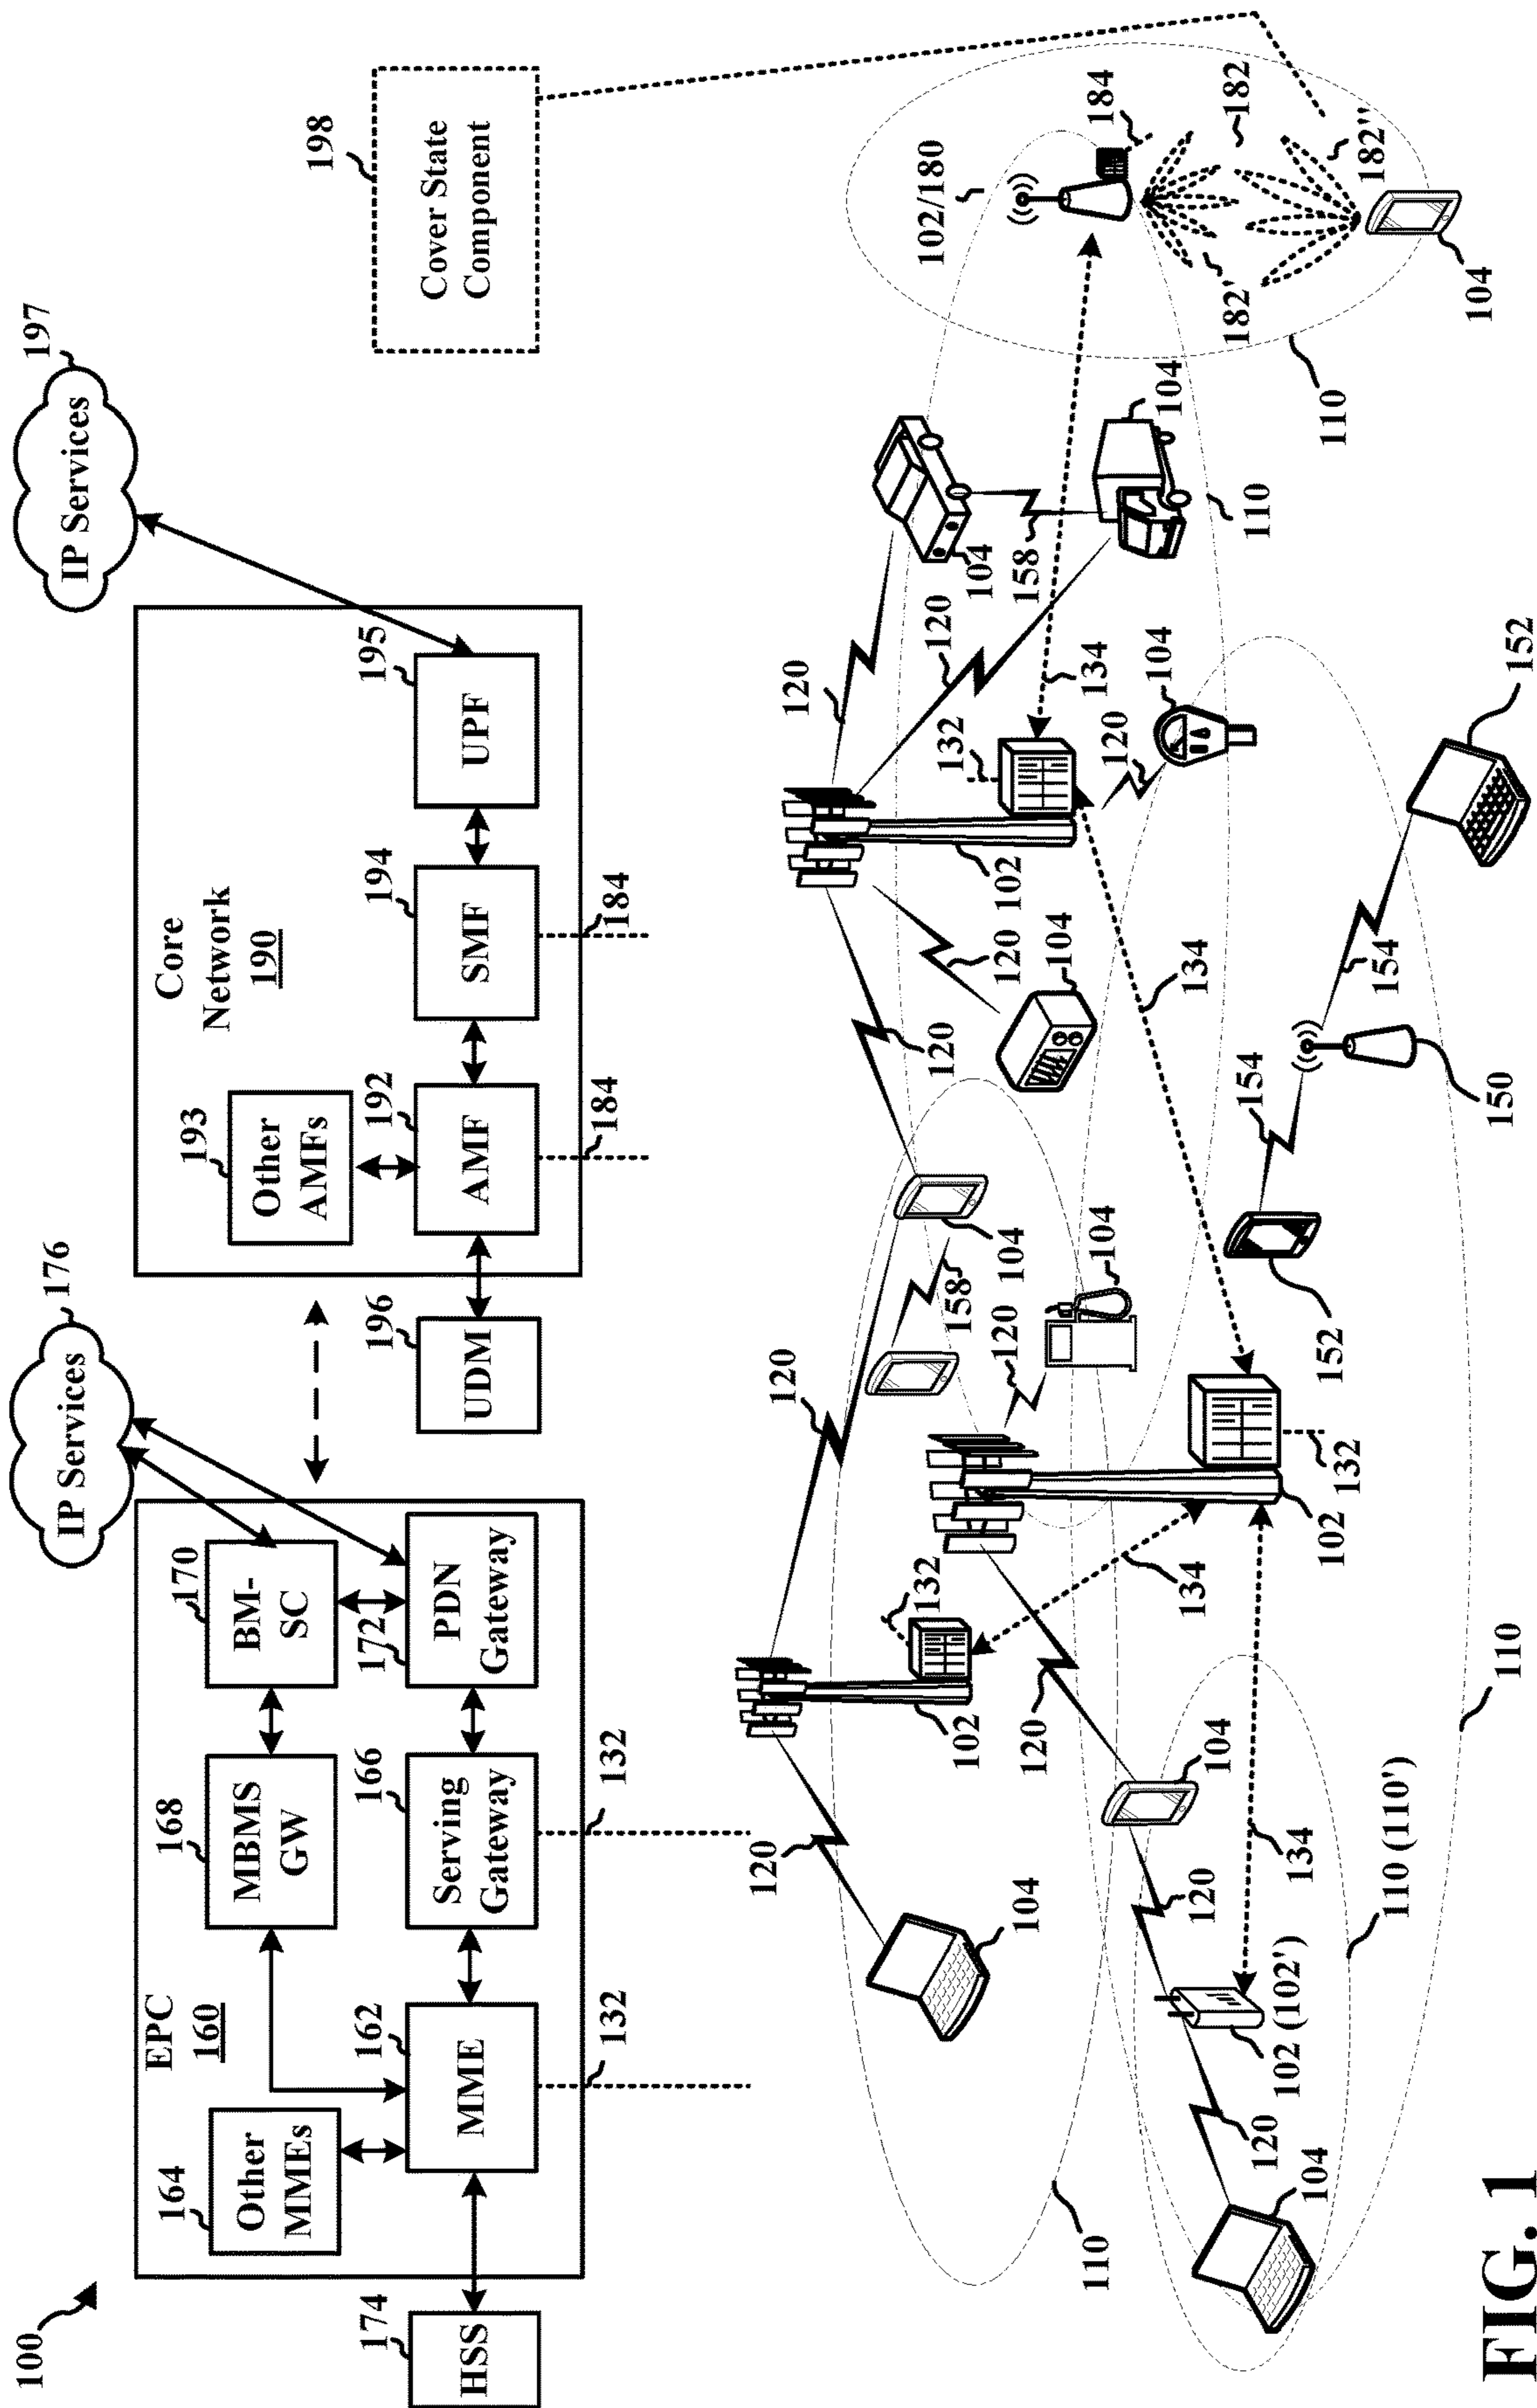 100
174
HSS
EPC
160
164
Other
MMEs
162
MME
132
168
MBMS
GW
166
Serving
Gateway
132
170
BM-
SC
172
PDN
Gateway
176
IP Services
196
UDM
Core
Network
190
193
Other
AMFs
192
AMF
184
194
SMF
184
195
UPF
197
IP Services
198
Cover State
Component
110
120
104
102
132
120
120
104
158
120
104
120
104
102
132
120
120
104
158
104
110
134
120
104
102/180
184
182
182'
182"
104
110
104
120
102 (102')
120
104
120
134
134
102
132
134
110 (110')
110
152
154
150
154
152
FIG. 1